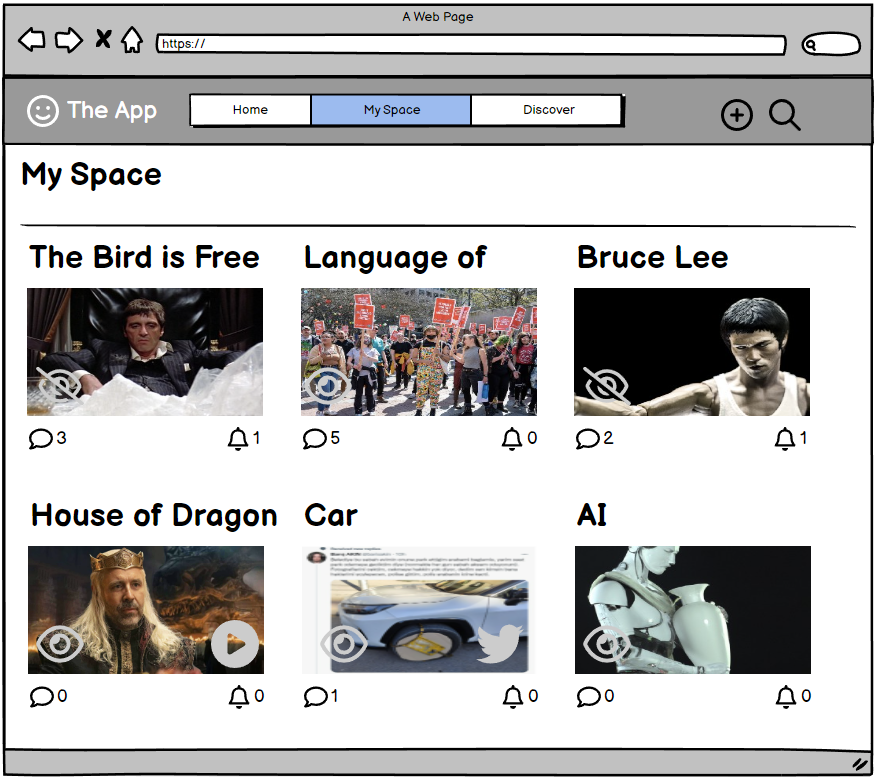 A Web Page
https://
The App
Home
My Space
Discover
My Space
The Bird is Free
Language of
Bruce Lee
3
1
5
0
2
1
House of Dragon
Car
AI
0
0
1
0
0
0